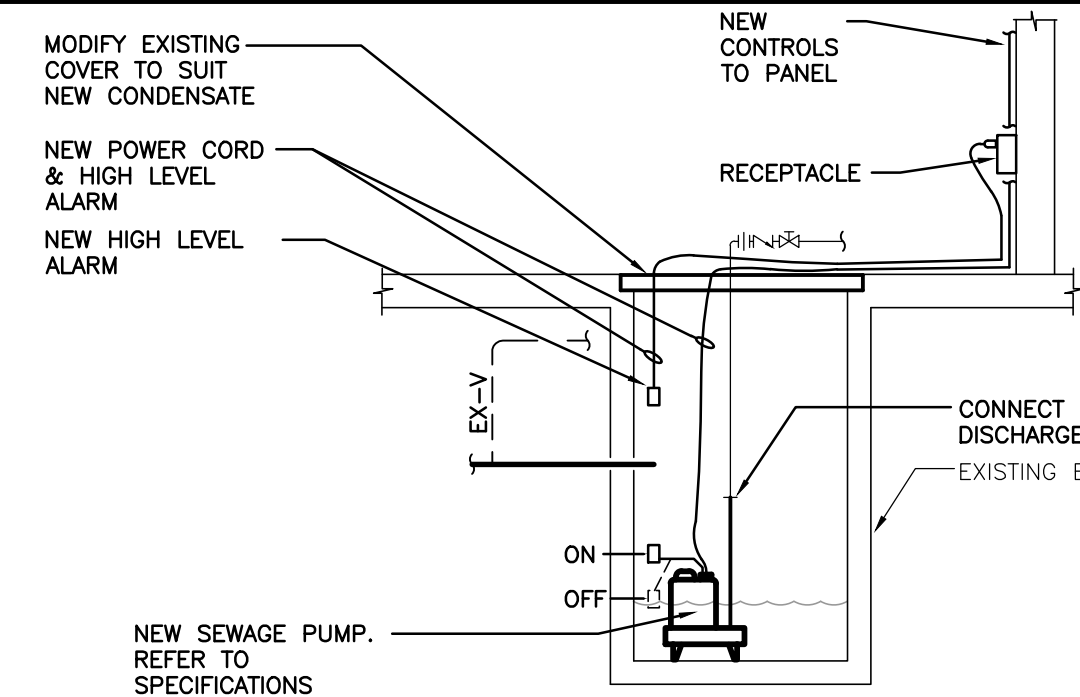 MODIFY EXISTING
COVER TO SUIT
NEW CONDENSATE
NEW POWER CORD
& HIGH LEVEL
ALARM
NEW HIGH LEVEL
ALARM
NEW
CONTROLS
TO PANEL
RECEPTACLE
EX-V
CONNECT
DISCHARGE
EXISTING
ON
OFF
NEW SEWAGE PUMP.
REFER TO
SPECIFICATIONS